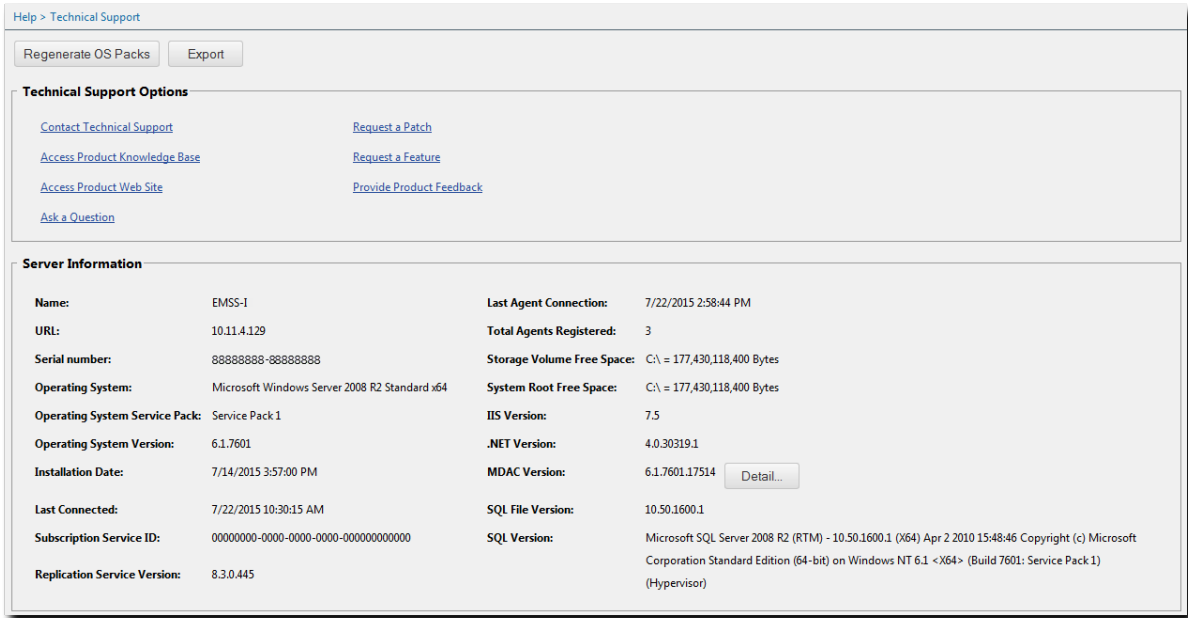 Help > Technical Support
Regenerate OS Packs Export
Technical Support Options
Contact Technical Support Request a Patch
Access Product Knowledge Base Request a Feature
Access Product Web Site Provide Product Feedback
Ask a Question
Server Information
Name: EMSS-I Last Agent Connection: 7/22/2015 2:58:44 PM
URL: 10.11.4.129 Total Agents Registered: 3
Serial number: 88888888-88888888 Storage Volume Free Space: C:\ = 177,430,118,400 Bytes
Operating System: Microsoft Windows Server 2008 R2 Standard x64 System Root Free Space: C:\ = 177,430,118,400 Bytes
Operating System Service Pack: Service Pack 1 IIS Version: 7.5
Operating System Version: 6.1.7601 .NET Version: 4.0.30319.1
Installation Date: 7/14/2015 3:57:00 PM MDAC Version: 6.1.7601.17514 Detail...
Last Connected: 7/22/2015 10:30:15 AM SQL File Version: 10.50.1600.1
Subscription Service ID: 00000000-0000-0000-0000-000000000000 SQL Version: Microsoft SQL Server 2008 R2 (RTM) - 10.50.1600.1 (X64) Apr 2 2010 15:48:46 Copyright (c) Microsoft
Corporation Standard Edition (64-bit) on Windows NT 6.1 <X64> (Build 7601: Service Pack 1)
Replication Service Version: 8.3.0.445
(Hypervisor)